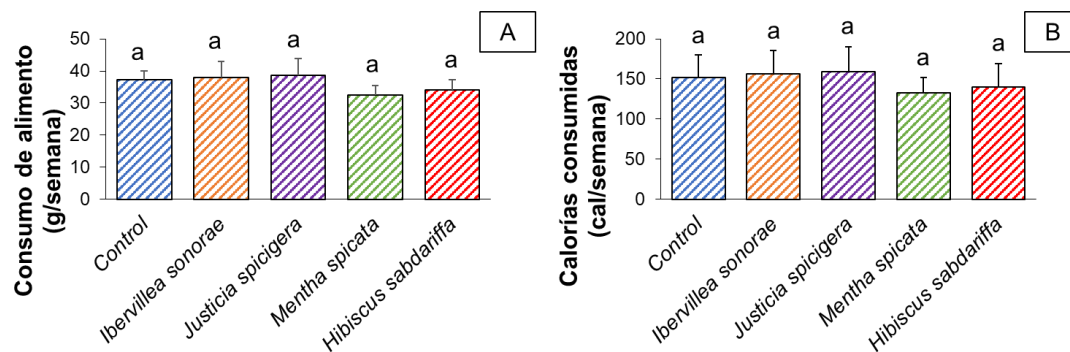 A
Consumo de alimento
(g/semana)
50
40
30
20
10
0
a
a
a
a
a
Control
Ibervillea sonorae
Justicia spicigera
Mentha spicata
Hibiscus sabdariffa
B
Calorías consumidas
(cal/semana)
200
150
100
50
0
a
a
a
a
a
Control
Ibervillea sonorae
Justicia spicigera
Mentha spicata
Hibiscus sabdariffa